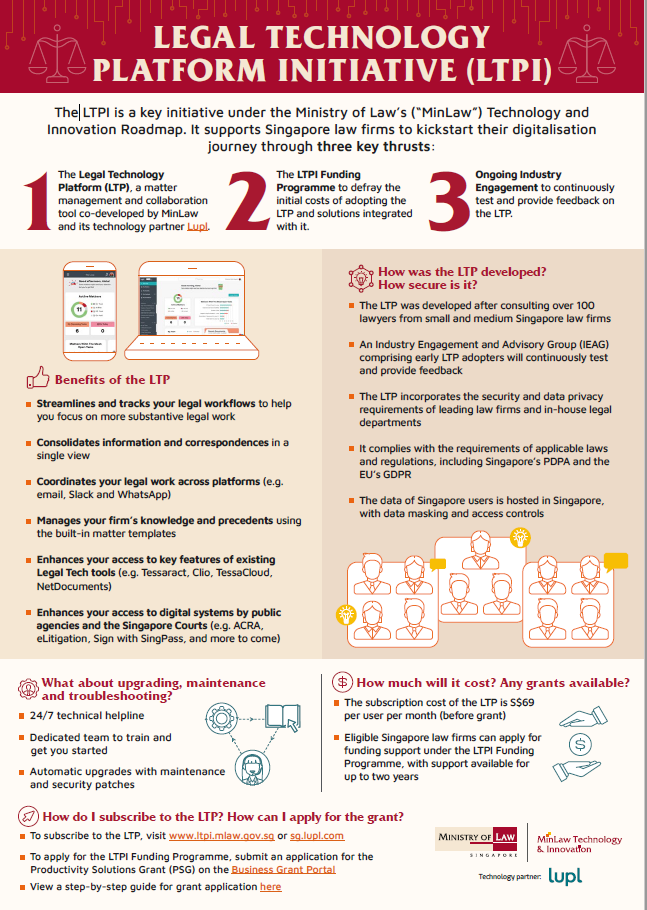 LEGAL TECHNOLOGY
PLATFORM INITIATIVE (LTPI)
The LTPI is a key initiative under the Ministry of Law's ("MinLaw") Technology and
Innovation Roadmap. It supports Singapore law firms to kickstart their digitalisation
journey through three key thrusts:
1
The Legal Technology
Platform (LTP), a matter
management and collaboration
tool co-developed by MinLaw
and its technology partner Lupl.
2
The LTPI Funding
Programme to defray the
initial costs of adopting the
LTP and solutions integrated
with it.
3
Ongoing Industry
Engagement to continuously
test and provide feedback on
the LTP.
11
6
0
Benefits of the LTP
Streamlines and tracks your legal workflows to help
you focus on more substantive legal work
Consolidates information and correspondences in a
single view
Coordinates your legal work across platforms (e.g.
email, Slack and WhatsApp)
Manages your firm's knowledge and precedents using
the built-in matter templates
Enhances your access to key features of existing
Legal Tech tools (e.g. Tessaract, Clio, TessaCloud,
NetDocuments)
Enhances your access to digital systems by public
agencies and the Singapore Courts (e.g. ACRA,
eLitigation, Sign with SingPass, and more to come)
How was the LTP developed?
How secure is it?
The LTP was developed after consulting over 100
lawyers from small and medium Singapore law firms
An Industry Engagement and Advisory Group (IEAG)
comprising early LTP adopters will continuously test
and provide feedback
The LTP incorporates the security and data privacy
requirements of leading law firms and in-house legal
departments
It complies with the requirements of applicable laws
and regulations, including Singapore's PDPA and the
EU's GDPR
The data of Singapore users is hosted in Singapore,
with data masking and access controls
What about upgrading, maintenance
and troubleshooting?
24/7 technical helpline
Dedicated team to train and
get you started
Automatic upgrades with maintenance
and security patches
$ How much will it cost? Any grants available?
The subscription cost of the LTP is S$69
per user per month (before grant)
Eligible Singapore law firms can apply for
funding support under the LTPI Funding
Programme, with support available for
up to two years
$
How do I subscribe to the LTP? How can I apply for the grant?
To subscribe to the LTP, visit www.ltpi.mlaw.gov.sg or sg.lupl.com
To apply for the LTPI Funding Programme, submit an application for the
Productivity Solutions Grant (PSG) on the Business Grant Portal
View a step-by-step guide for grant application here
MINISTRY OF LAW
SINGAPORE
MinLaw Technology
& Innovation
Technology partner: lupl